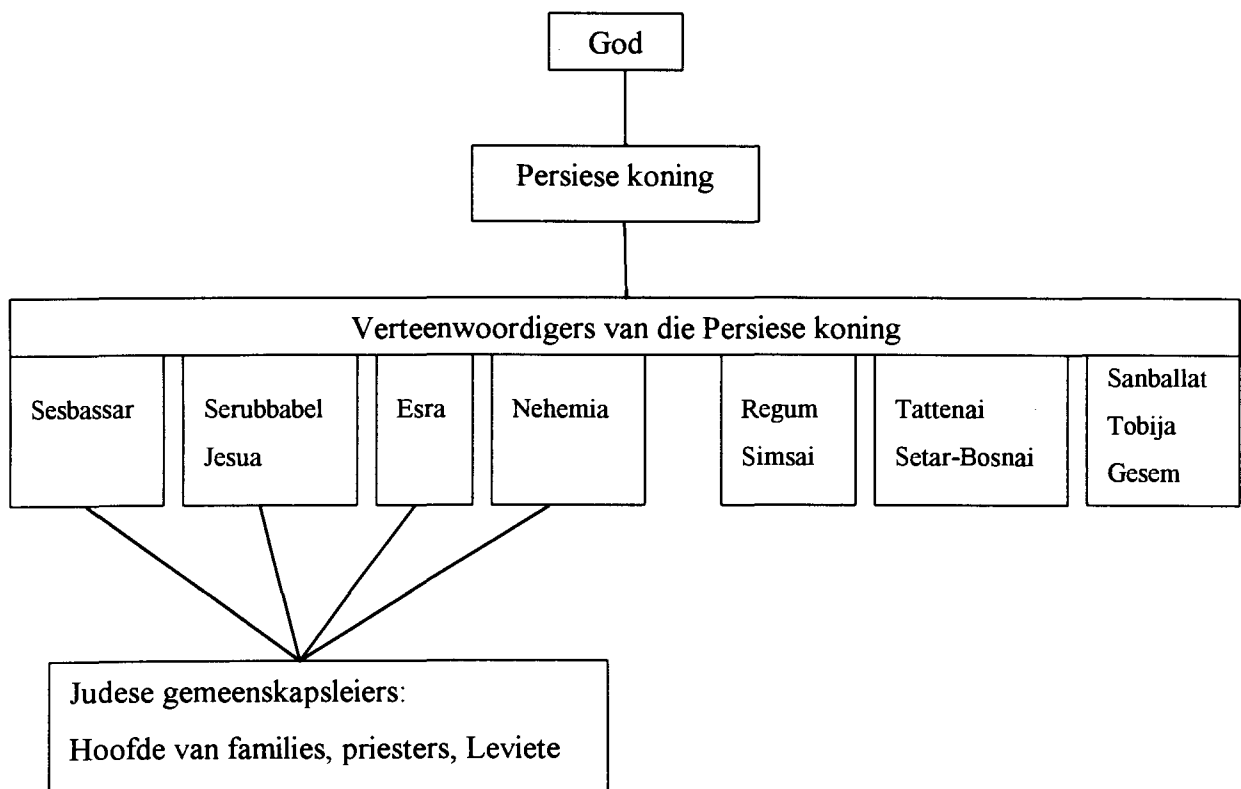 God
Persiese koning
Verteenwoordigers van die Persiese koning
Sesbassar
Serubbabel
Jesua
Esra
Nehemia
Regum
Simsai
Tattenai
Setar-Bosnai
Sanballat
Tobija
Gesem
Judese gemeenskapsleiers:
Hoofde van families, priesters, Leviete